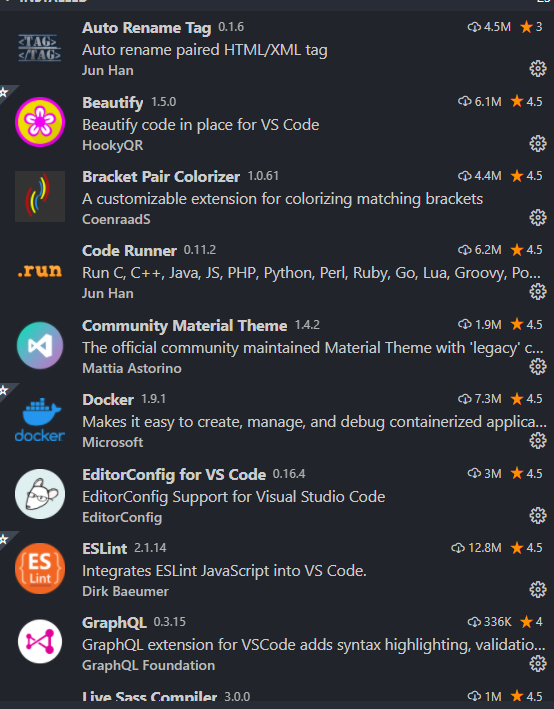 INSTALLED
Auto Rename Tag 0.1.6 4.5M 3
<TAG>
</TAG>
Auto rename paired HTML/XML tag
Jun Han
Beautify 1.5.0 6.1M 4.5
Beautify code in place for VS Code
HookyQR
Bracket Pair Colorizer 1.0.61 4.4M 4.5
A customizable extension for colorizing matching brackets
CoenraadS
Code Runner 0.11.2 6.2M 4.5
.run
Run C, C++, Java, JS, PHP, Python, Perl, Ruby, Go, Lua, Groovy, Po...
Jun Han
Community Material Theme 1.4.2 1.9M 4.5
The official community maintained Material Theme with 'legacy' c...
Mattia Astorino
Docker 1.9.1 7.3M 4.5
Makes it easy to create, manage, and debug containerized applica...
docker
Microsoft
EditorConfig for VS Code 0.16.4 3M 4.5
EditorConfig Support for Visual Studio Code
EditorConfig
ESLint 2.1.14 12.8M 4.5
ES
Lint
Integrates ESLint JavaScript into VS Code.
Dirk Baeumer
GraphQL 0.3.15 336K 4
GraphQL extension for VSCode adds syntax highlighting, validatio...
GraphQL Foundation
Live Sass Compiler 3.0.0 1M 4.5